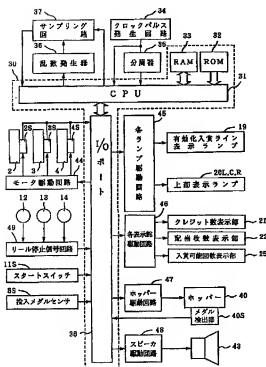 37
サンプリング
回路
クロックパルス
発生回路
34
33
32
30
36
乱数発生器
35
分周器
RAM
ROM
CPU
31
2S
3S
4S
2
3
4
44
モータ駆動回路
12
13
14
49
リール停止信号回路
11S
スタートスイッチ
8S
投入メダルセンサ
I/Oポート
38
45
各ランプ駆動回路
有効化入賞ライン
表示ランプ
19
20L,C,R
上部表示ランプ
46
各表示部
駆動回路
クレジット数表示部
21
配当枚数表示部
22
入賞可能回数表示部
25
47
ホッパー
駆動回路
ホッパー
40
メダル
検出部
40S
48
スピーカ
駆動回路
43